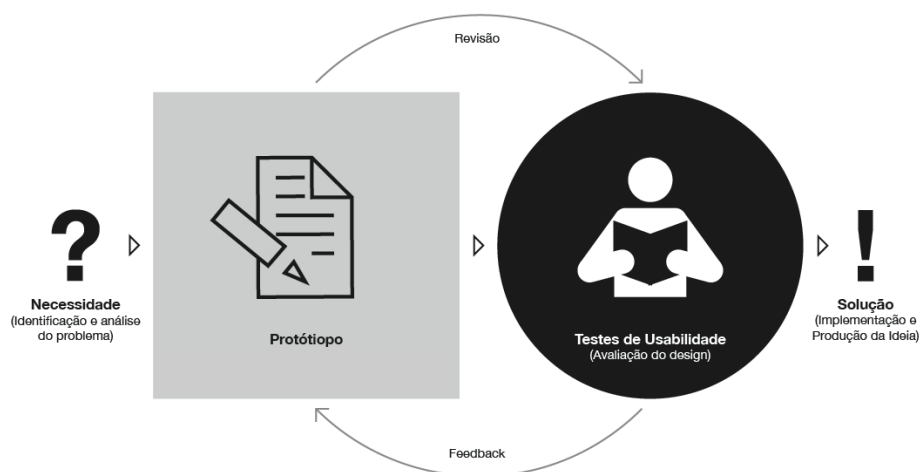 Revisão
?
!
Necessidade
(Identificação e análise
do problema)
Protótiopo
Testes de Usabilidade
(Avaliação do design)
Solução
(Implementação e
Produção da Ideia)
Feedback